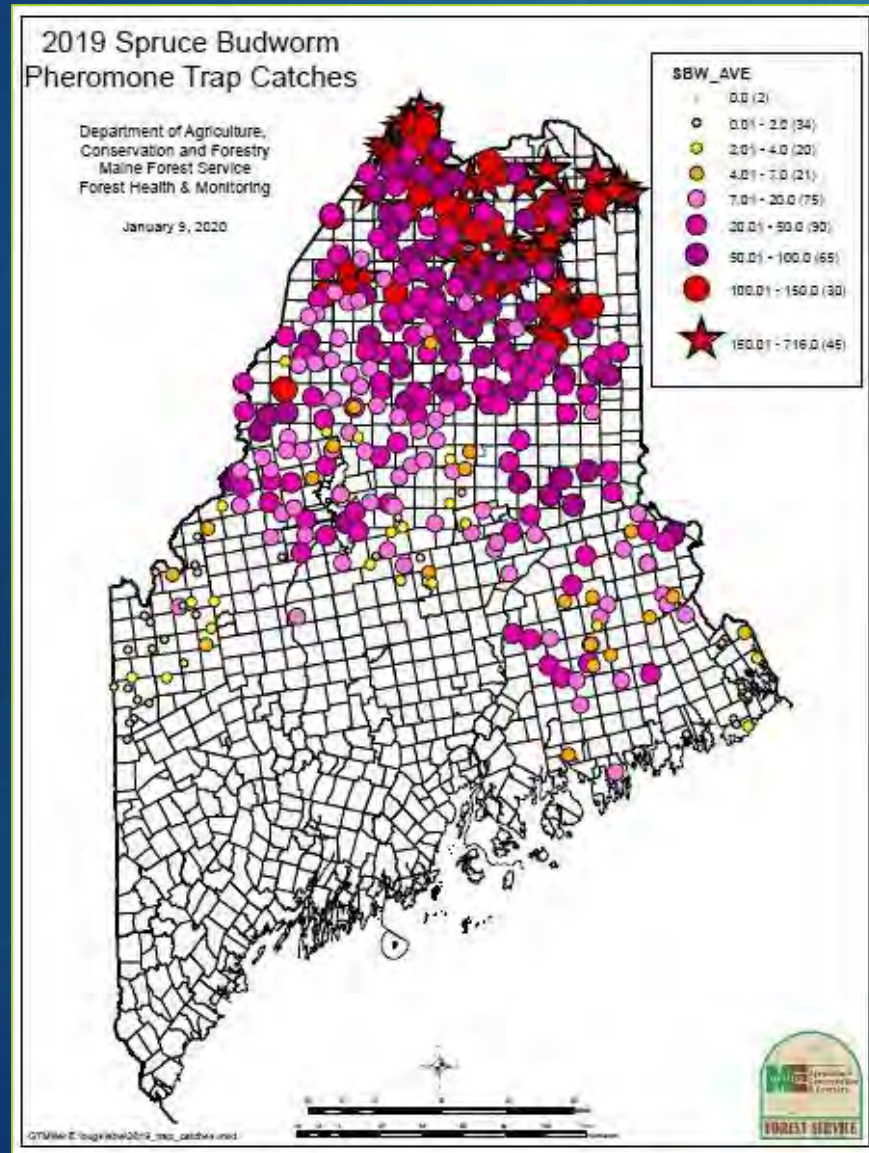 2019 Spruce Budworm
Pheromone Trap Catches
Department of Agriculture,
Conservation and Forestry
Maine Forest Service
Forest Health & Monitoring
January 9, 2020
SBW_AVE
0.0 (2)
0.01 - 2.0 (34)
2.01 - 4.0 (20)
4.01 - 7.0 (21)
7.01 - 20.0 (75)
20.01 - 50.0 (90)
50.01 - 100.0 (65)
100.01 - 150.0 (30)
150.01 - 716.0 (45)
Agriculture
Conservation
& Forestry
FOREST SERVICE